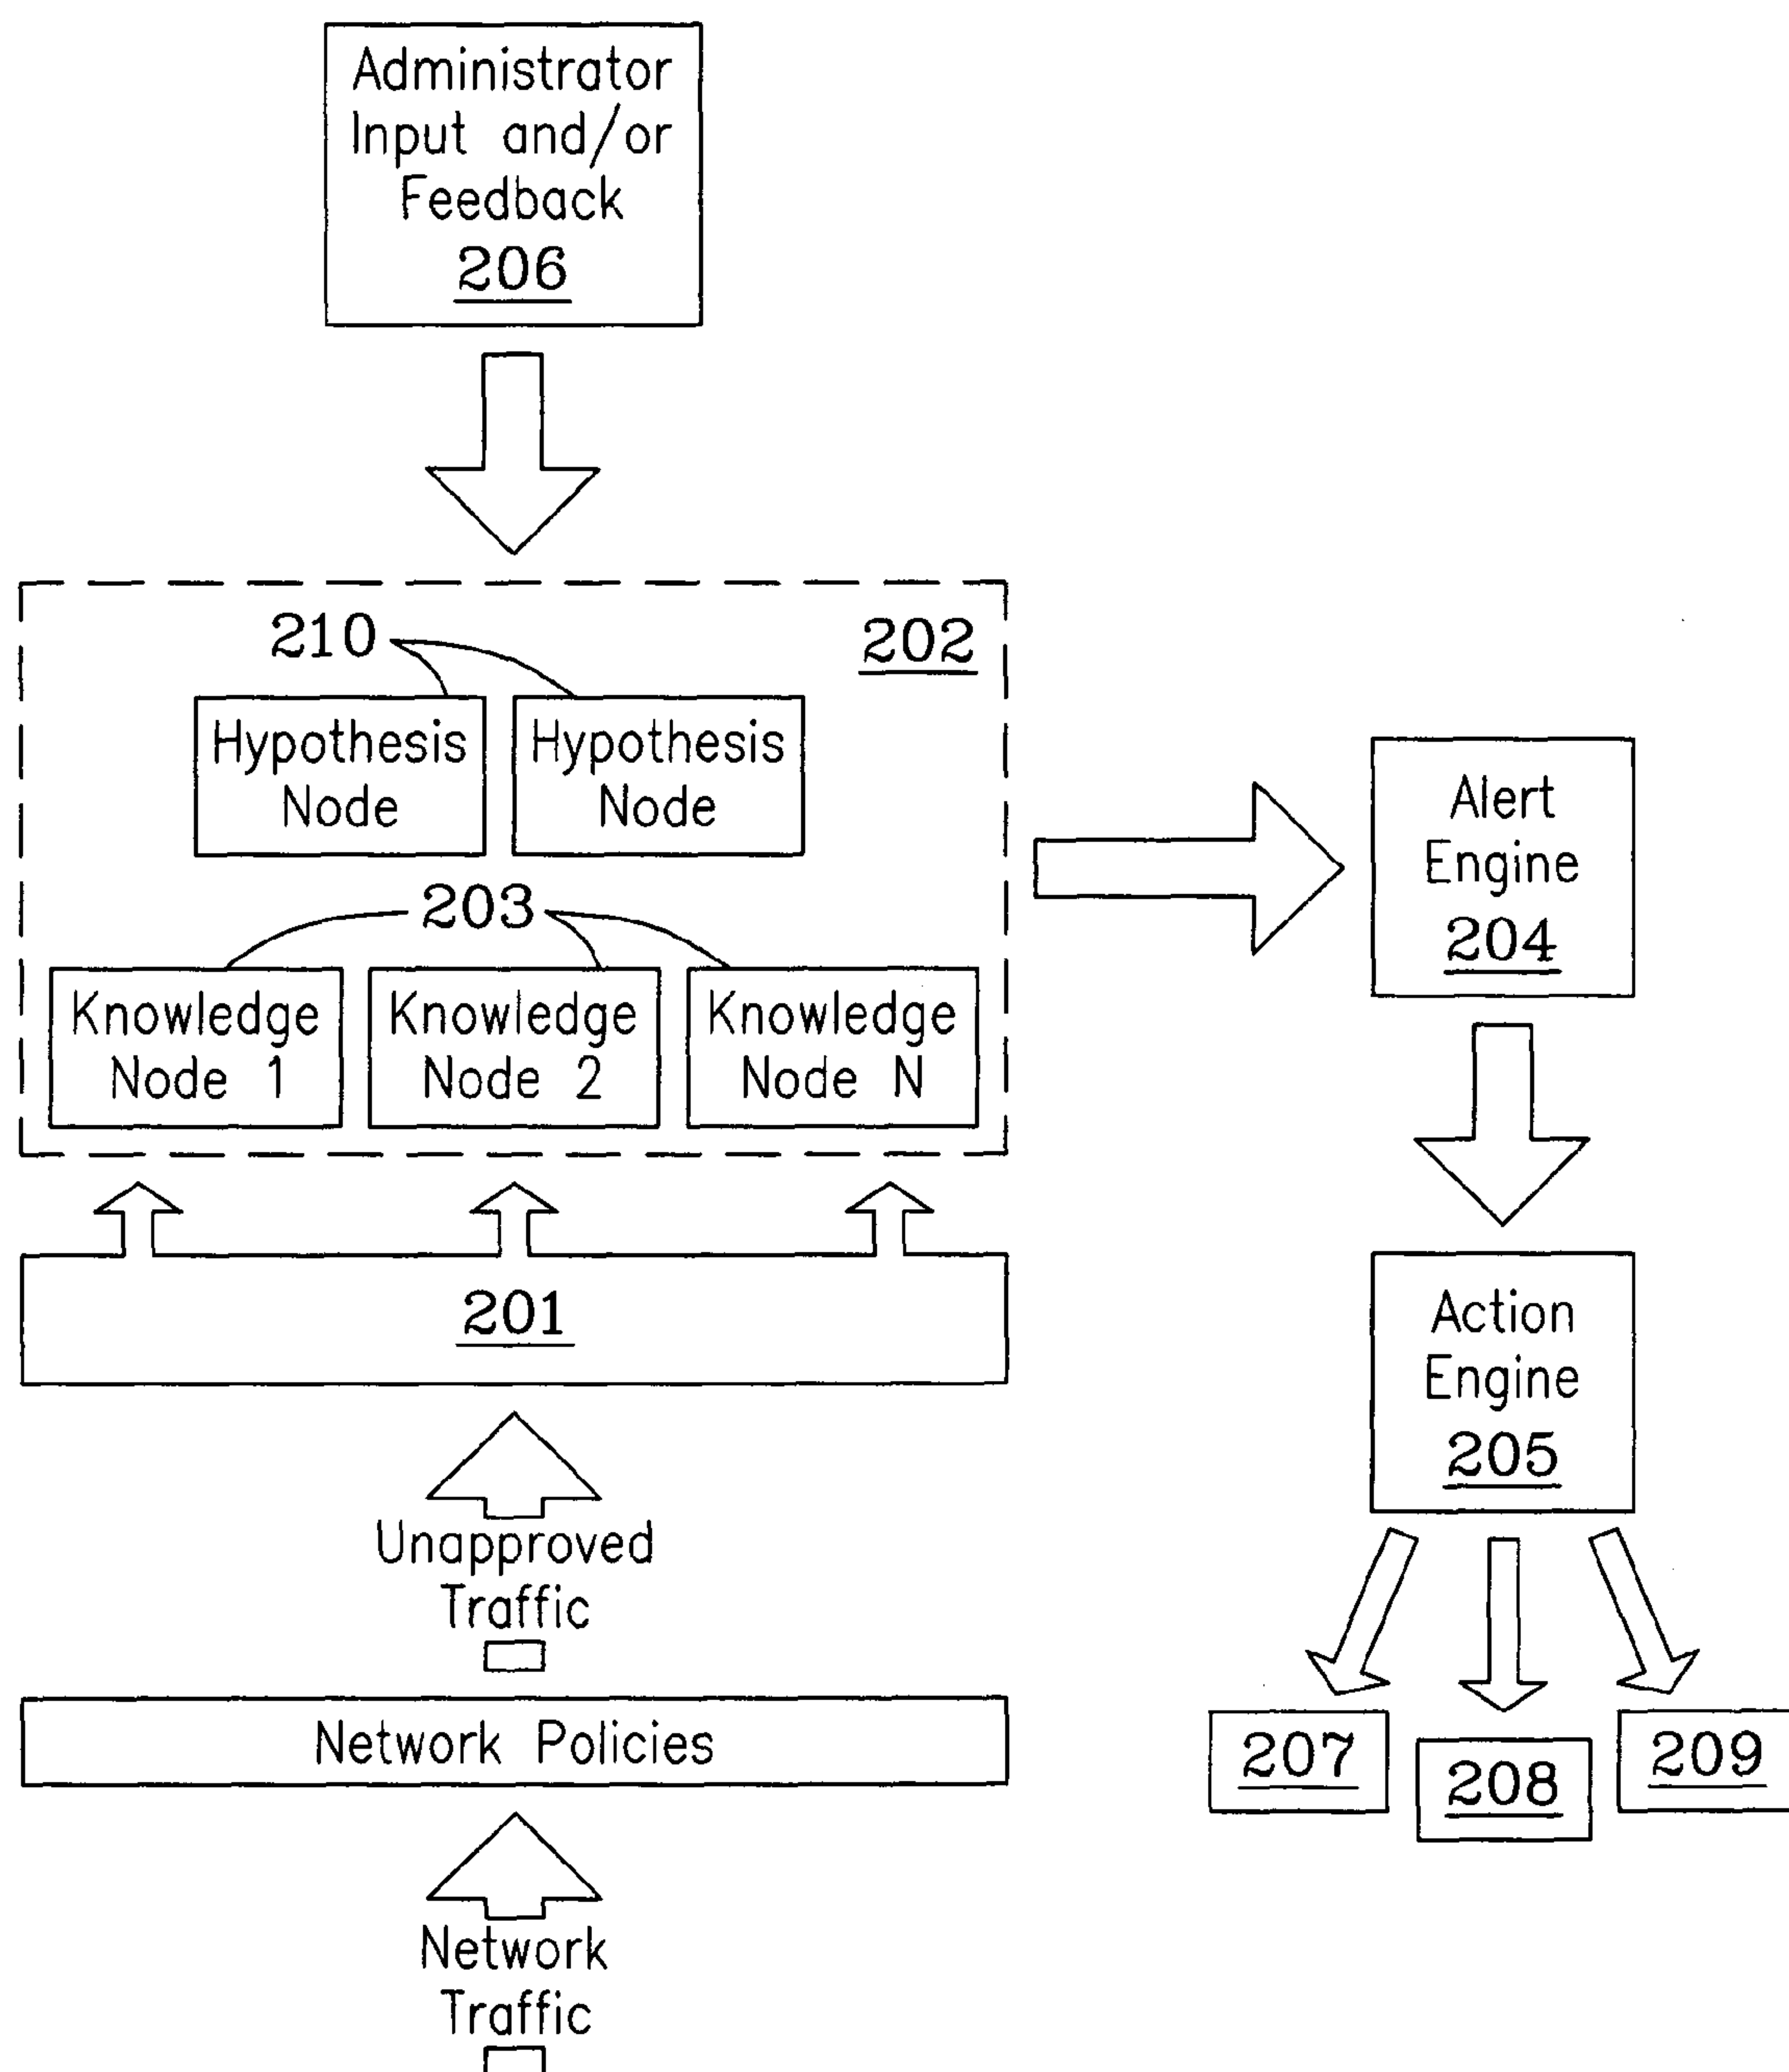 Administrator
Input and/or
Feedback
206
210
202
Hypothesis
Node
Hypothesis
Node
203
Knowledge
Node 1
Knowledge
Node 2
Knowledge
Node N
Alert
Engine
204
201
Action
Engine
205
Unapproved
Traffic
Network Policies
207
208
209
Network
Traffic